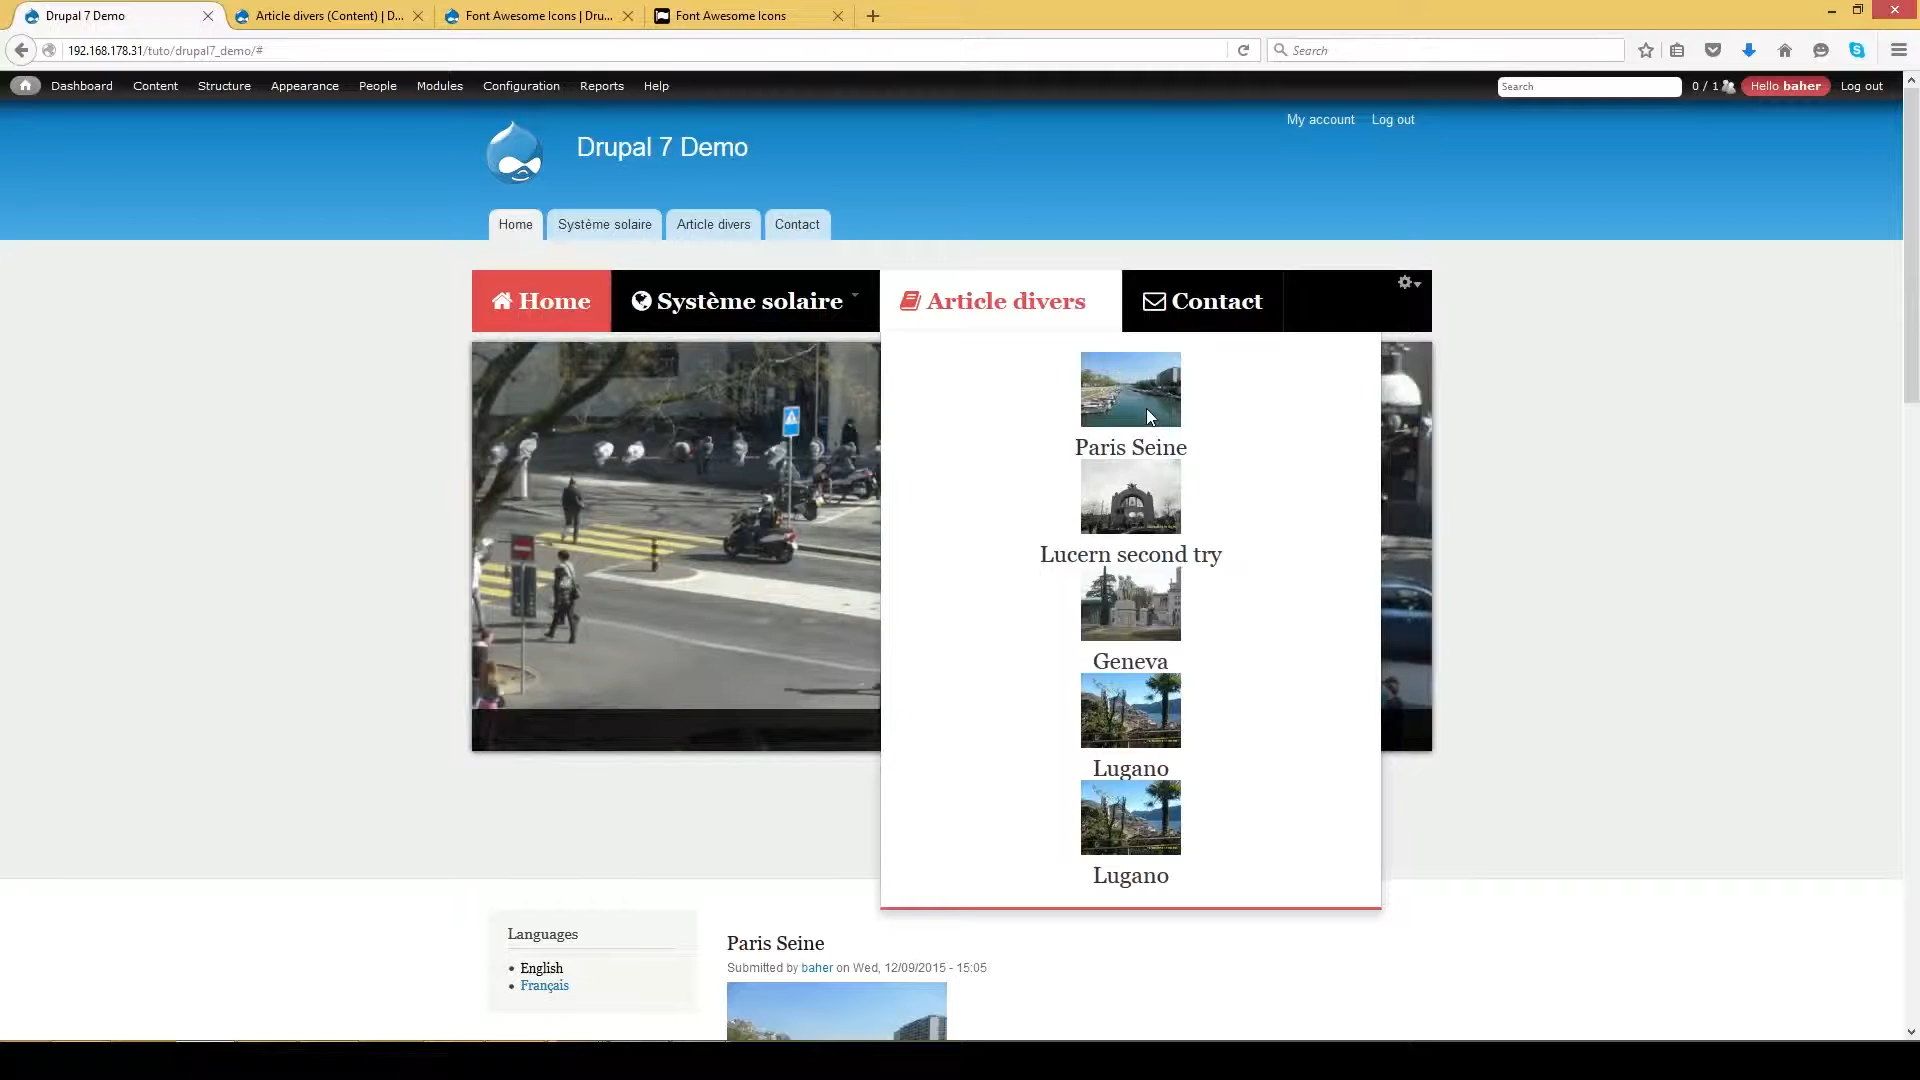 Drupal 7 Demo
Article divers (Content) | D...
Font Awesome Icons | Dru...
Font Awesome Icons
192.168.178.31/tuto/drupal7_demo/#
Search
Dashboard
Content
Structure
Appearance
People
Modules
Configuration
Reports
Help
Search
0 / 1
Hello baher
Log out
My account
Log out
Drupal 7 Demo
Home
Système solaire
Article divers
Contact
Home
Système solaire
Article divers
Contact
Paris Seine
Lucern second try
Geneva
Lugano
Lugano
Languages
English
Français
Paris Seine
Submitted by baher on Wed, 12/09/2015 - 15:05